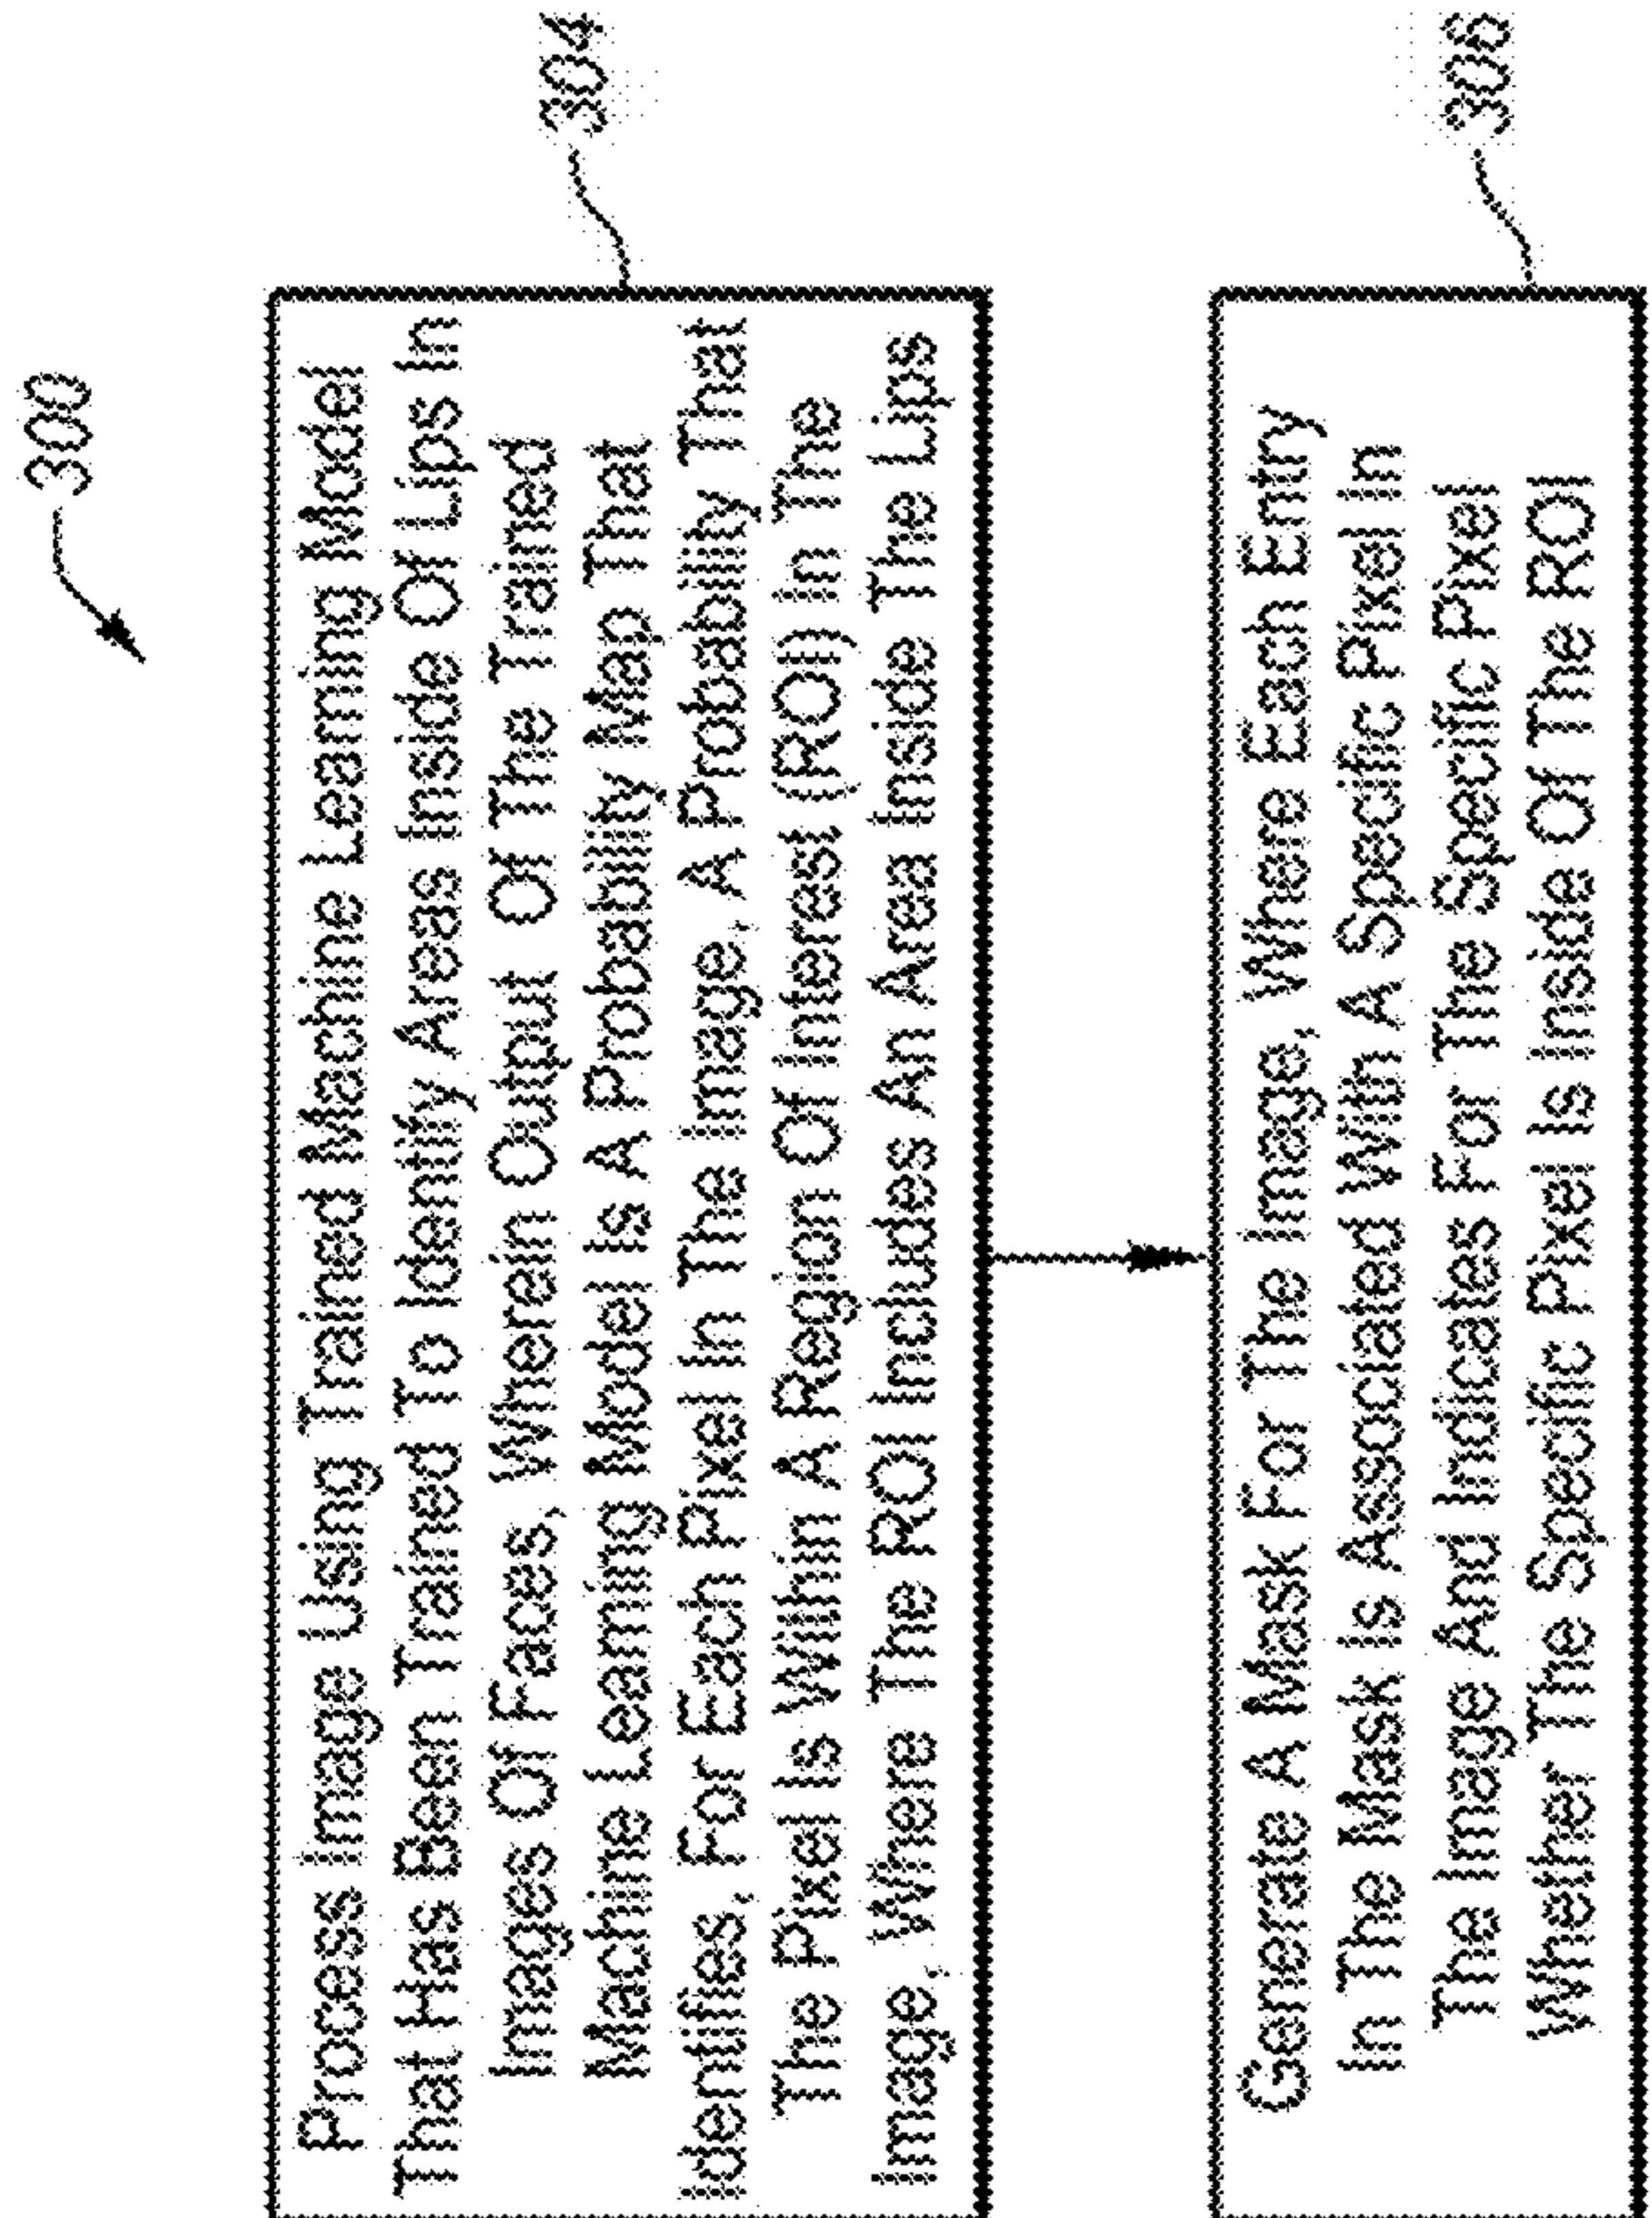 300
Process Image Using Trained Machine Learning Model
That Has Been Trained To Identify Areas Inside Of Lips In
Images Of Faces, Wherein Output Of The Trained
Machine Learning Model Is A Probability Map That
Identifies, For Each Pixel In The Image, A Probability That
The Pixel Is Within A Region Of Interest (ROI) In The
Image, Where The ROI Includes An Area Inside The Lips
304
Generate A Mask For The Image, Where Each Entry
In The Mask Is Associated With A Specific Pixel In
The Image And Indicates For The Specific Pixel
Whether The Specific Pixel Is Inside Of The ROI
306